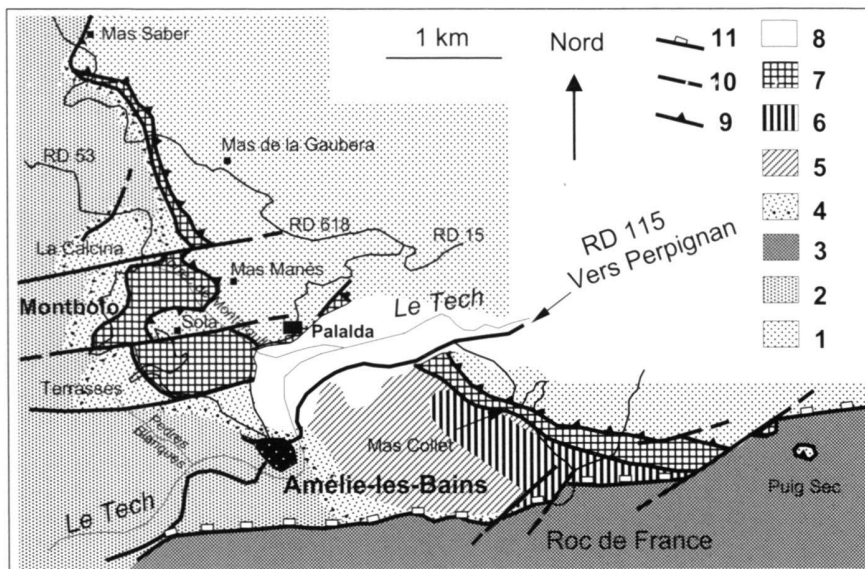 Mas Saber
1 km
Nord
11
8
10
7
9
6
5
4
3
2
1
Mas de la Gaubera
RD 53
RD 618
RD 15
La Calcina
Mas Manès
RD 115
Vers Perpignan
Montbolo
Sola
Palalda
Le Tech
Terrasses
Pedres
Blanques
Mas Collet
Amélie-les-Bains
Puig Sec
Le Tech
Roc de France